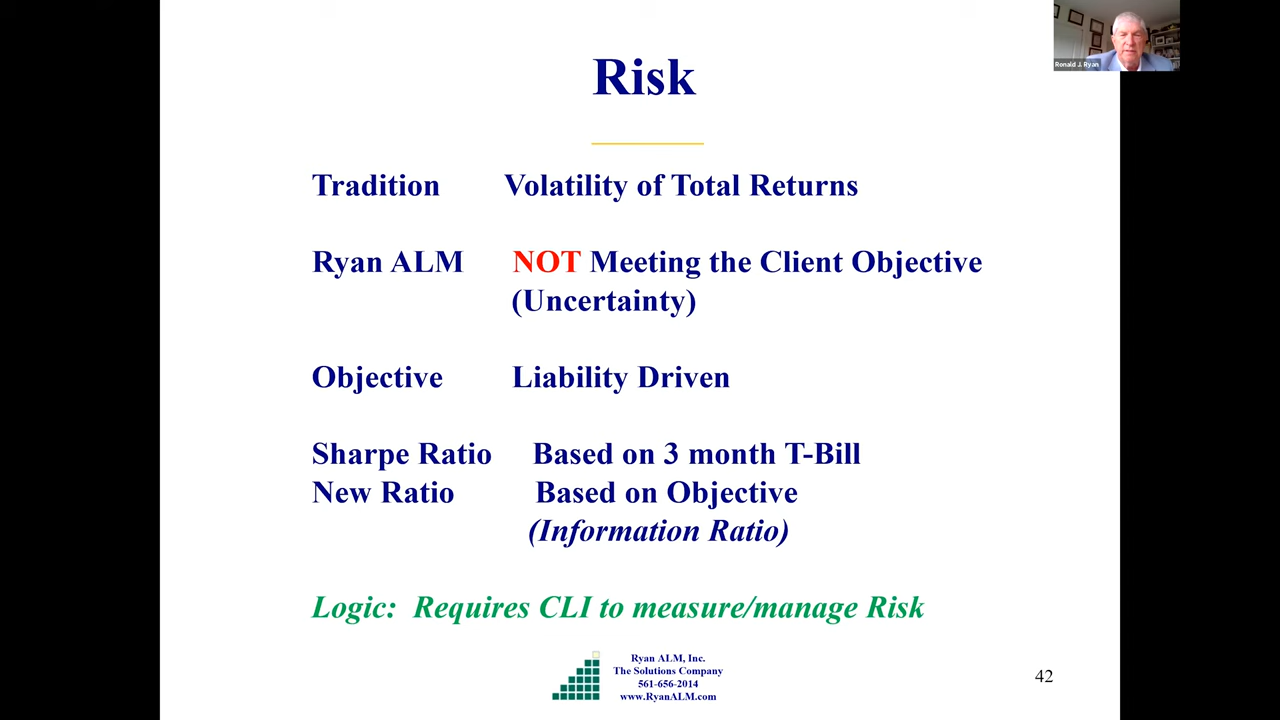 Ronald J. Ryan
Risk
Tradition Volatility of Total Returns
Ryan ALM NOT Meeting the Client Objective
(Uncertainty)
Objective Liability Driven
Sharpe Ratio Based on 3 month T-Bill
New Ratio Based on Objective
(Information Ratio)
Logic: Requires CLI to measure/manage Risk
Ryan ALM, Inc.
The Solutions Company
561-656-2014
www.RyanALM.com
42